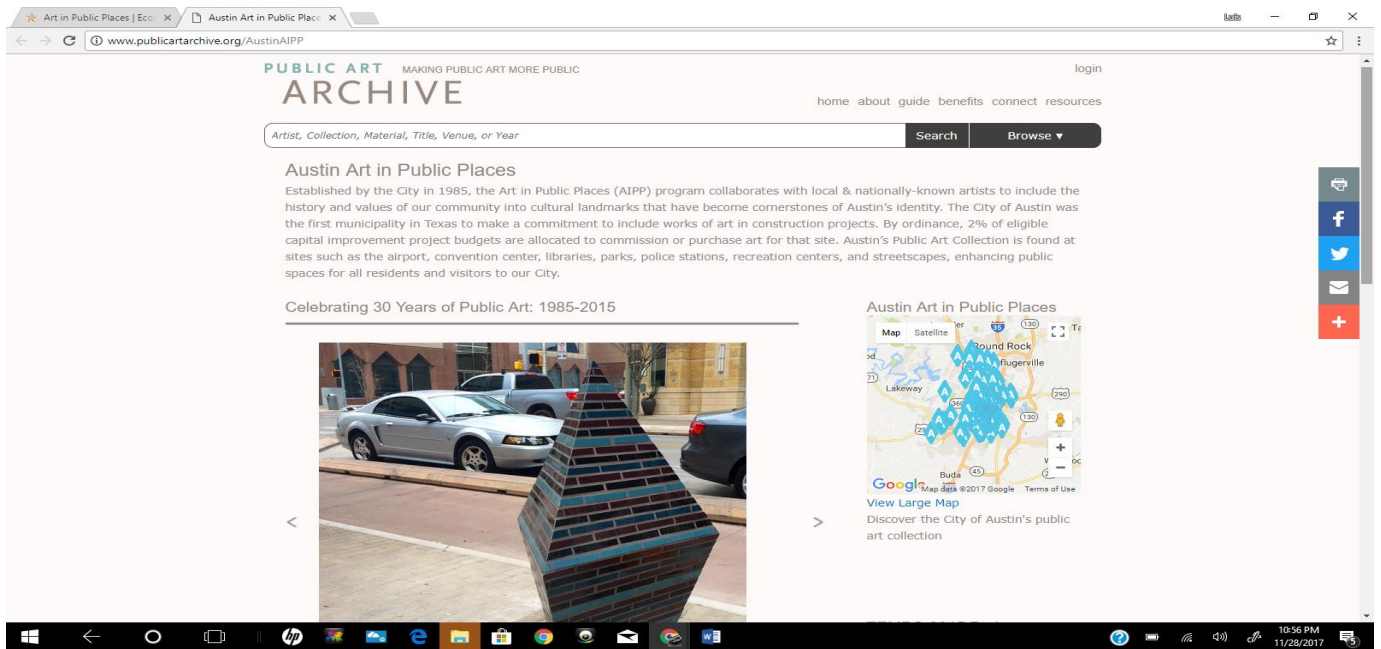 Art in Public Places | Eco
Austin Art in Public Place
www.publicartarchive.org/AustinAIPP
PUBLIC ART MAKING PUBLIC ART MORE PUBLIC
login
ARCHIVE
home about guide benefits connect resources
Artist, Collection, Material, Title, Venue, or Year
Search Browse ▼
Austin Art in Public Places
Established by the City in 1985, the Art in Public Places (AIPP) program collaborates with local & nationally-known artists to include the
history and values of our community into cultural landmarks that have become cornerstones of Austin's identity. The City of Austin was
the first municipality in Texas to make a commitment to include works of art in construction projects. By ordinance, 2% of eligible
capital improvement project budgets are allocated to commission or purchase art for that site. Austin's Public Art Collection is found at
sites such as the airport, convention center, libraries, parks, police stations, recreation centers, and streetscapes, enhancing public
spaces for all residents and visitors to our City.
Celebrating 30 Years of Public Art: 1985-2015
Austin Art in Public Places
Map Satellite
35 130
Round Rock
flugerville
71
Lakeway
360
290
130
Buda 45
Google Map data ©2017 Google Terms of Use
View Large Map
Discover the City of Austin's public
art collection
< >
hp
10:56 PM
11/28/2017